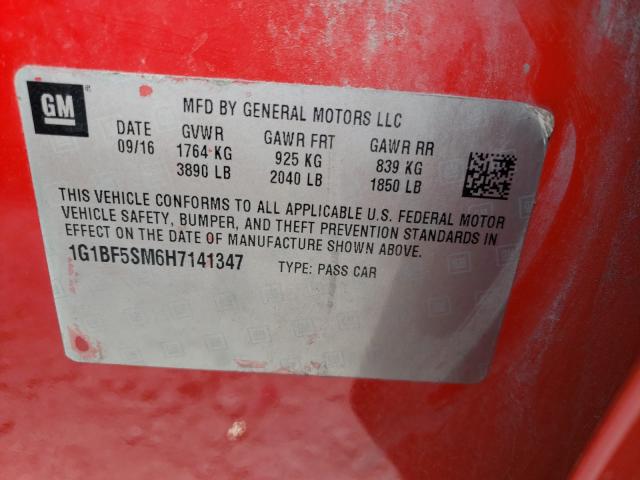 GM
MFD BY GENERAL MOTORS LLC
DATE GVWR GAWR FRT GAWR RR
09/16 1764 KG 925 KG 839 KG
3890 LB 2040 LB 1850 LB
THIS VEHICLE CONFORMS TO ALL APPLICABLE U.S. FEDERAL MOTOR
VEHICLE SAFETY, BUMPER, AND THEFT PREVENTION STANDARDS IN
EFFECT ON THE DATE OF MANUFACTURE SHOWN ABOVE.
1G1BF5SM6H7141347 TYPE: PASS CAR